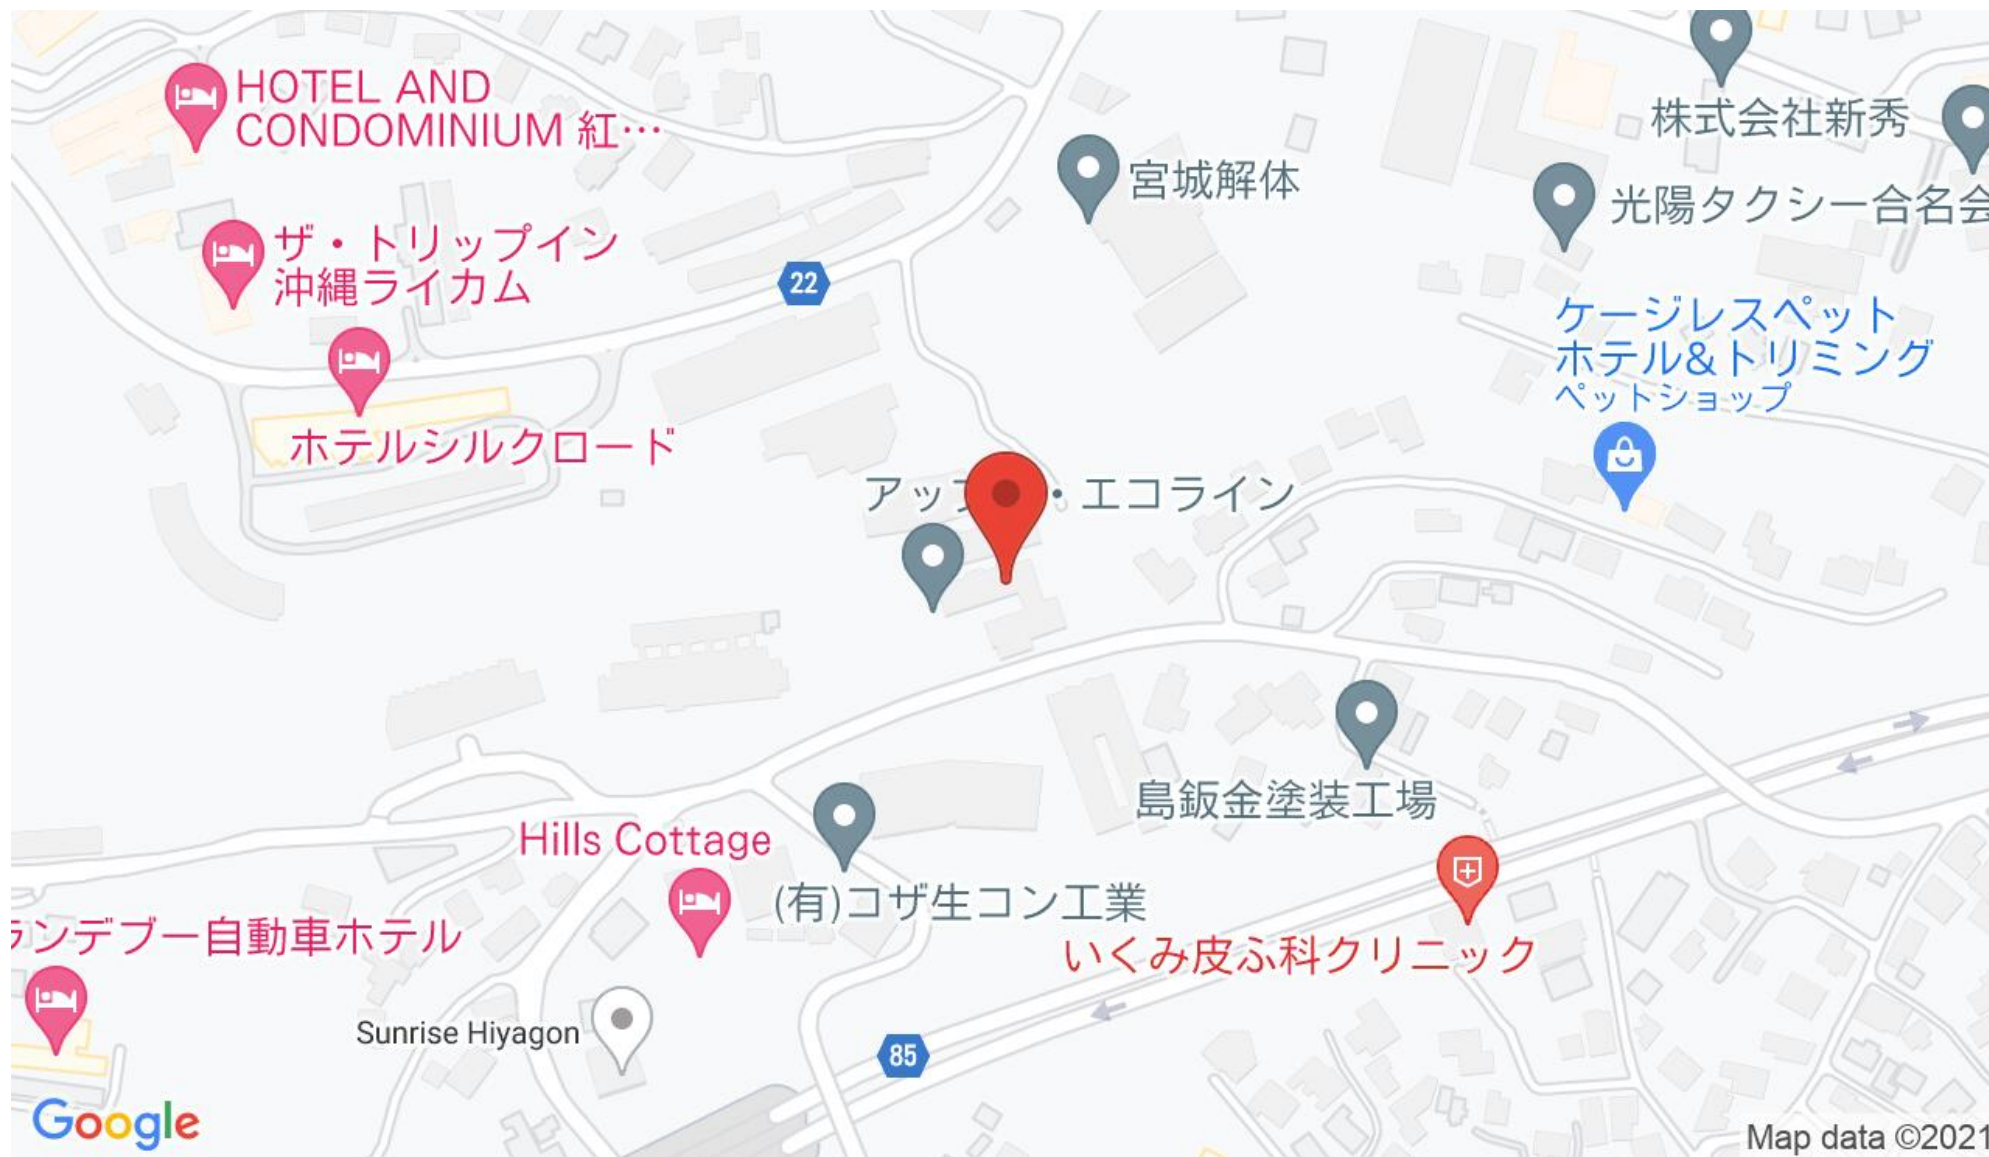 HOTEL AND
CONDOMINIUM 紅…
株式会社新秀
宮城解体
光陽タクシー合名会
ザ・トリップイン
沖縄ライカム
22
ケージレスペット
ホテル&トリミング
ペットショップ
ホテルシルクロード
アップ・エコライン
島鈑金塗装工場
Hills Cottage
(有)コザ生コン工業
ランデブー自動車ホテル
いくみ皮ふ科クリニック
Sunrise Hiyagon
85
Google
Map data ©2021